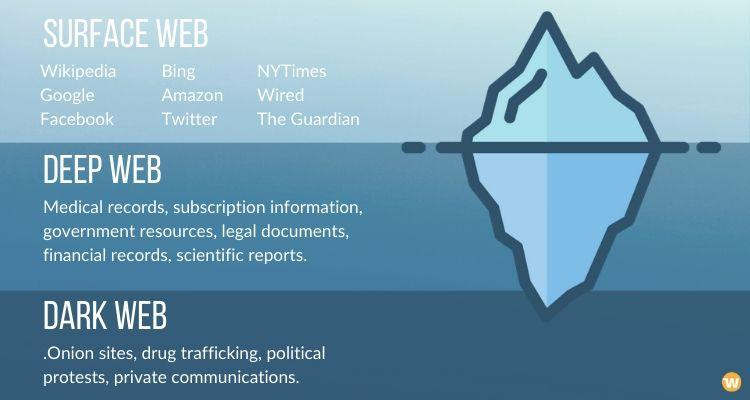 SURFACE WEB
Wikipedia Bing NYTimes
Google Amazon Wired
Facebook Twitter The Guardian
DEEP WEB
Medical records, subscription information,
government resources, legal documents,
financial records, scientific reports.
DARK WEB
.Onion sites, drug trafficking, political
protests, private communications.
W